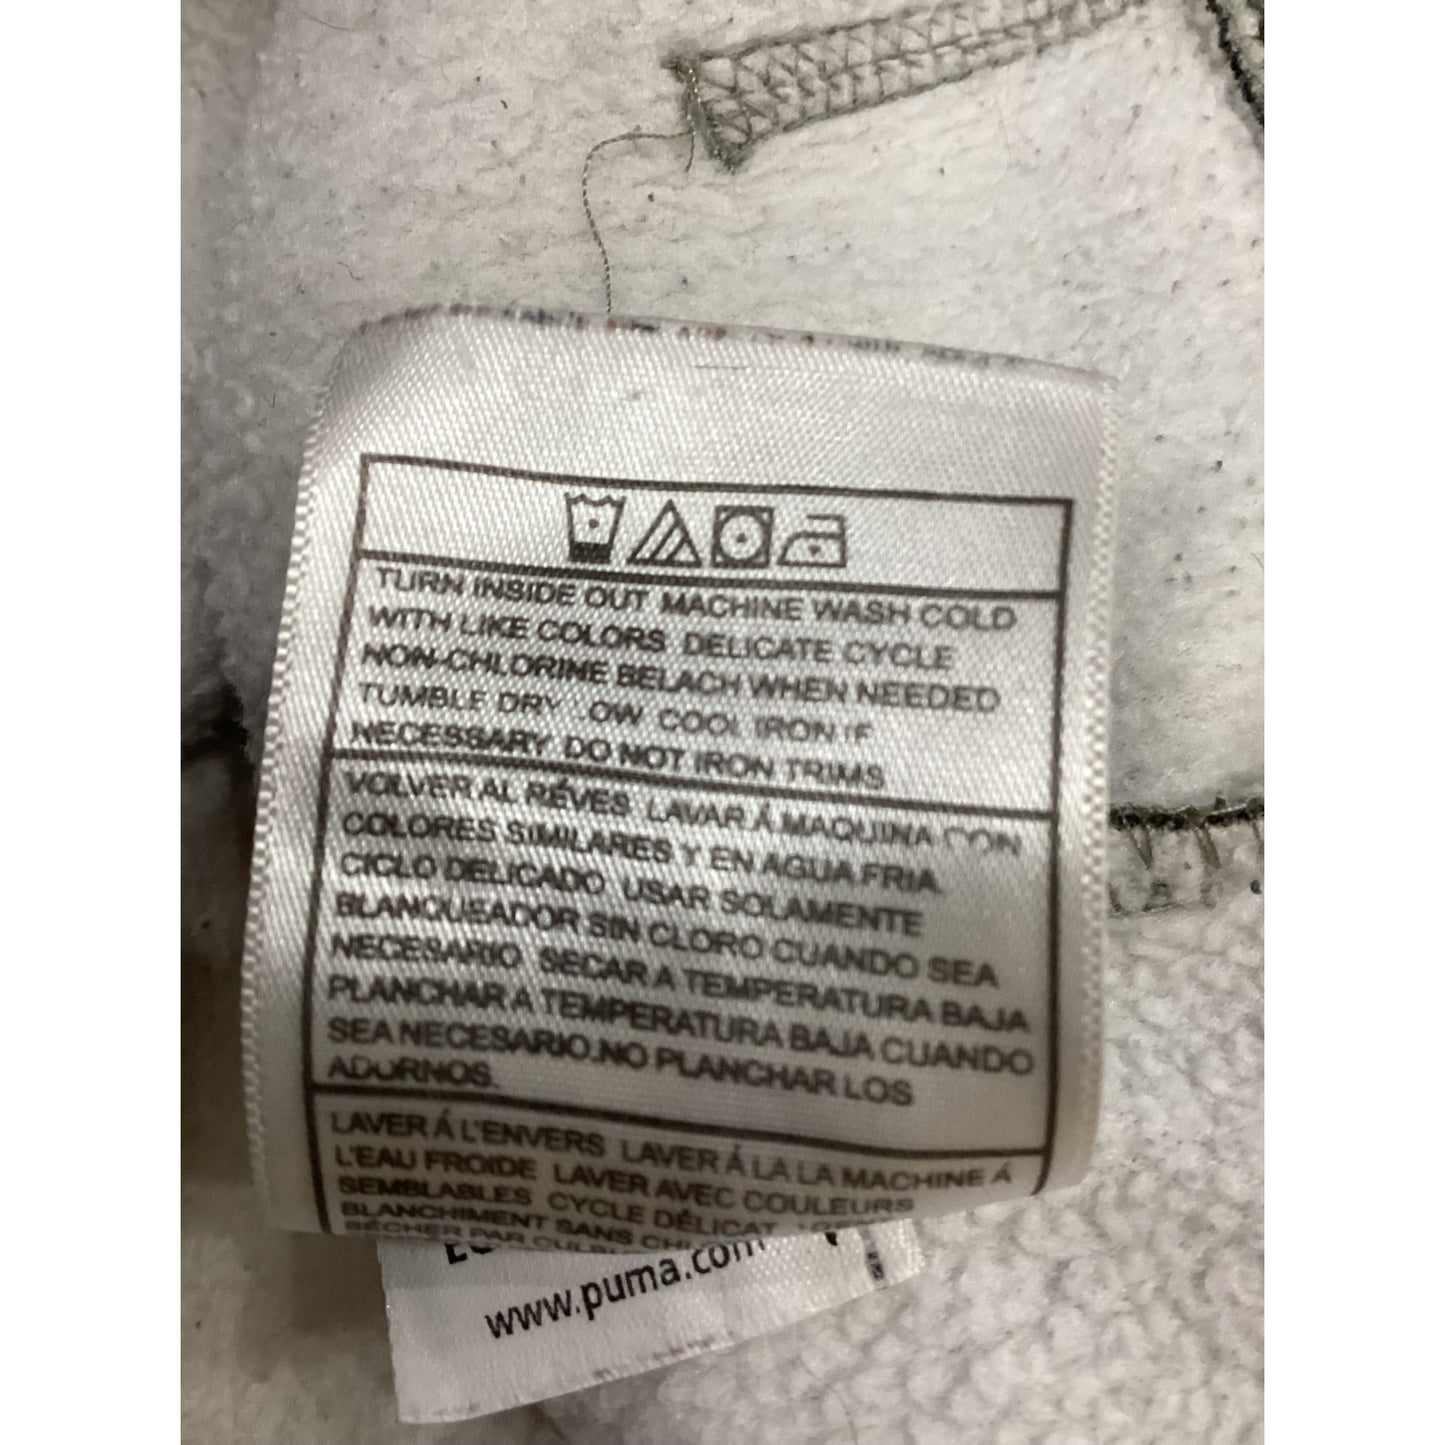 TURN INSIDE OUT MACHINE WASH COLD
WITH LIKE COLORS DELICATE CYCLE
NON-CHLORINE BELACH WHEN NEEDED
TUMBLE DRY LOW COOL IRON IF
NECESSARY DO NOT IRON TRIMS
VOLVER AL RÉVES LAVAR Á MAQUINA CON
COLORES SIMILARES Y EN AGUA FRIA
CICLO DELICADO USAR SOLAMENTE
BLANQUEADOR SIN CLORO CUANDO SEA
NECESARIO SECAR A TEMPERATURA BAJA
PLANCHAR A TEMPERATURA BAJA CUANDO
SEA NECESARIO.NO PLANCHAR LOS
ADORNOS.
LAVER Á L'ENVERS LAVER Á LA LA MACHINE Á
L'EAU FROIDE LAVER AVEC COULEURS
SEMBLABLES CYCLE DÉLICAT
BLANCHIMENT SANS
SÉCHER PAR
www.puma.com